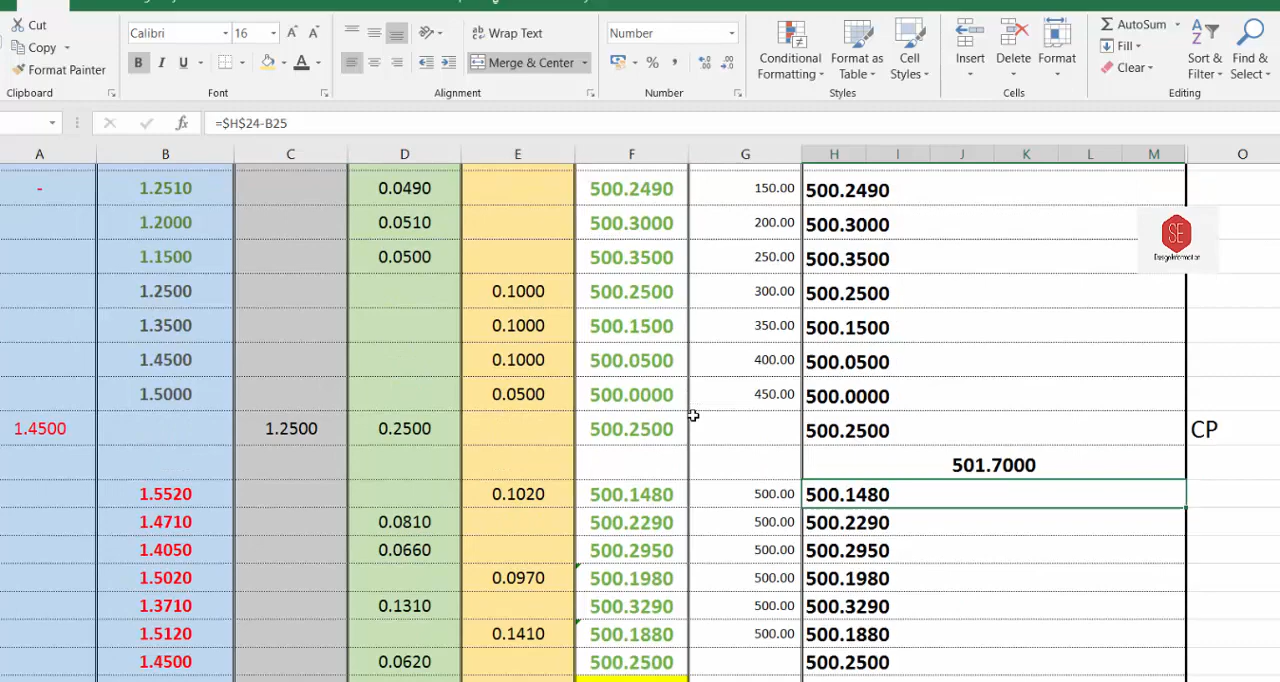 Cut
Copy
Format Painter
Clipboard
Calibri 16 A A
B I U A
Font
Wrap Text
Merge & Center
Alignment
Number
% ,
Number
Conditional Formatting
Format as Table
Cell Styles
Styles
Insert Delete Format
Cells
AutoSum
Fill
Clear
Sort & Filter
Find & Select
Editing
fx =$H$24-B25
A B C D E F G H I J K L M O
- 1.2510 0.0490 500.2490 150.00 500.2490
1.2000 0.0510 500.3000 200.00 500.3000
1.1500 0.0500 500.3500 250.00 500.3500
1.2500 0.1000 500.2500 300.00 500.2500
1.3500 0.1000 500.1500 350.00 500.1500
1.4500 0.1000 500.0500 400.00 500.0500
1.5000 0.0500 500.0000 450.00 500.0000
1.4500 1.2500 0.2500 500.2500 500.2500 CP
501.7000
1.5520 0.1020 500.1480 500.00 500.1480
1.4710 0.0810 500.2290 500.00 500.2290
1.4050 0.0660 500.2950 500.00 500.2950
1.5020 0.0970 500.1980 500.00 500.1980
1.3710 0.1310 500.3290 500.00 500.3290
1.5120 0.1410 500.1880 500.00 500.1880
1.4500 0.0620 500.2500 500.2500
SE